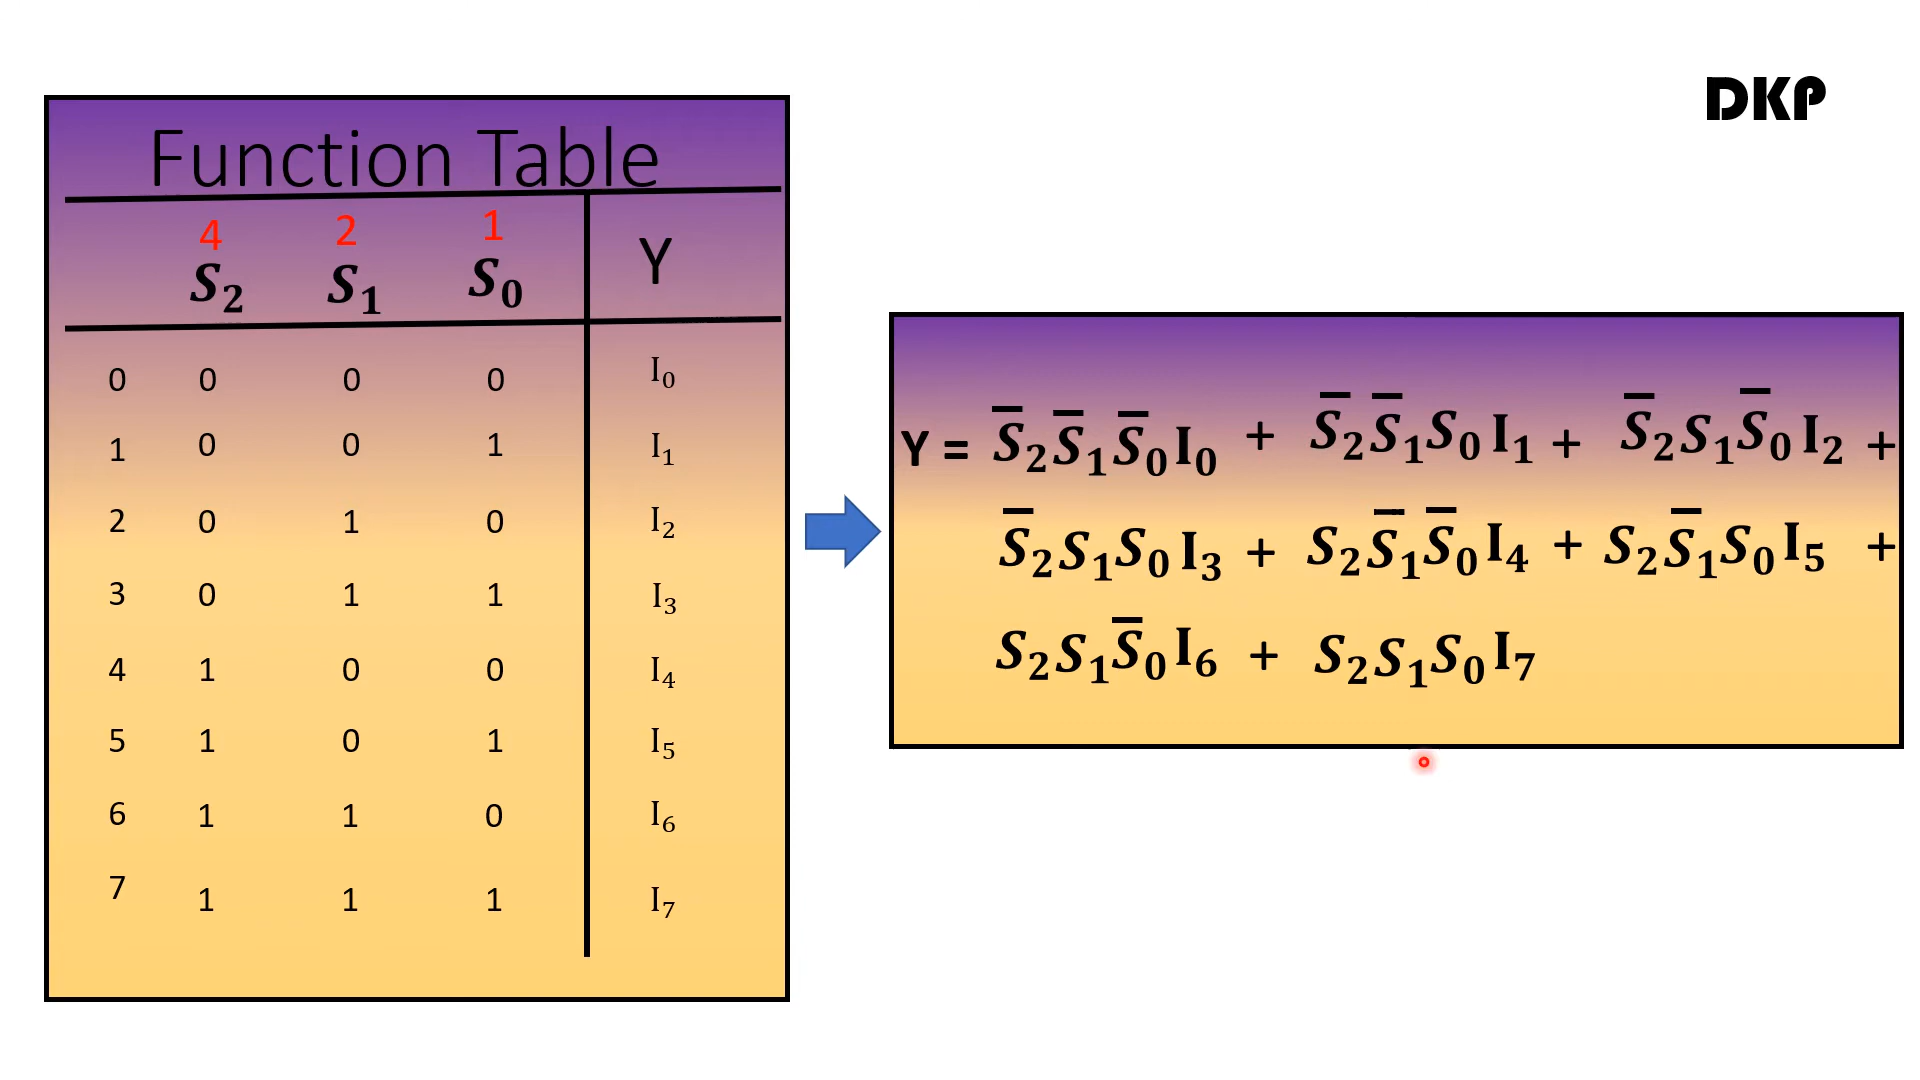 DKP
Function Table
4 2 1
S₂ S₁ S₀ Y
0 0 0 0 I₀
1 0 0 1 I₁
2 0 1 0 I₂
3 0 1 1 I₃
4 1 0 0 I₄
5 1 0 1 I₅
6 1 1 0 I₆
7 1 1 1 I₇
Y = S̅₂S̅₁S̅₀I₀ + S̅₂S̅₁S₀I₁ + S̅₂S₁S̅₀I₂ +
S̅₂S₁S₀I₃ + S₂S̅₁S̅₀I₄ + S₂S̅₁S₀I₅ +
S₂S₁S̅₀I₆ + S₂S₁S₀I₇